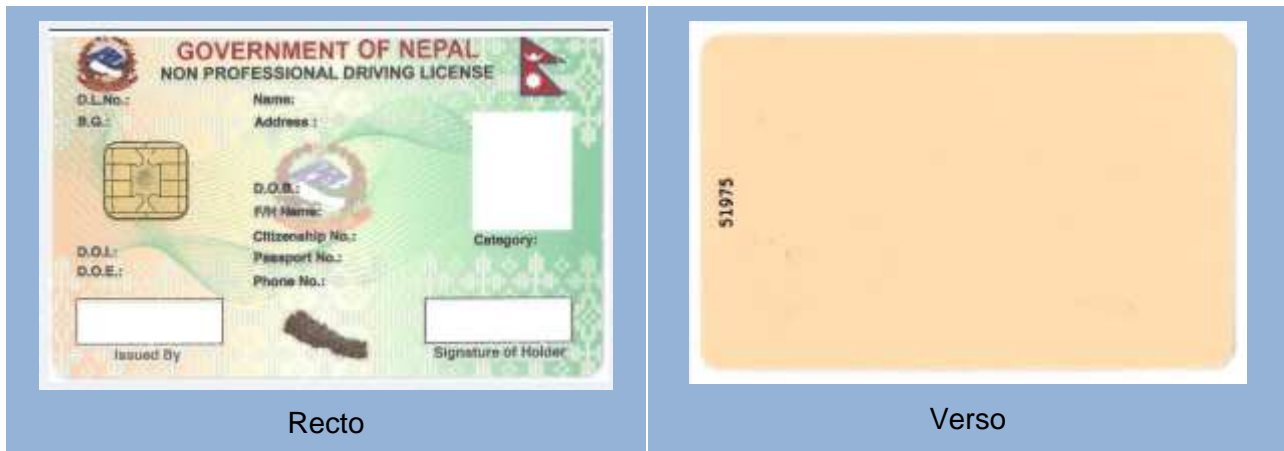 GOVERNMENT OF NEPAL
NON PROFESSIONAL DRIVING LICENSE
D.L.No.:
Name:
B.G.:
Address :
D.O.B.:
F/H Name:
Citizenship No.:
Category:
D.O.I.:
Passport No.:
D.O.E.:
Phone No.:
Issued By
Signature of Holder
51975
Recto
Verso